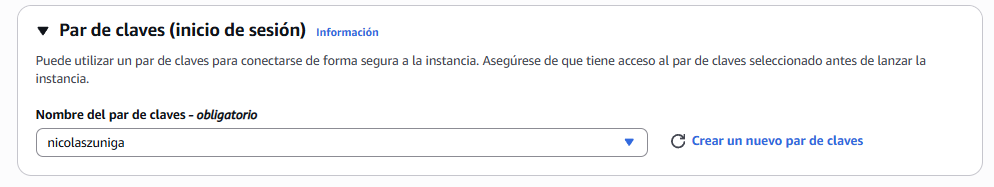 Par de claves (inicio de sesión) Información
Puede utilizar un par de claves para conectarse de forma segura a la instancia. Asegúrese de que tiene acceso al par de claves seleccionado antes de lanzar la
instancia.
Nombre del par de claves - obligatorio
nicolaszuniga
Crear un nuevo par de claves